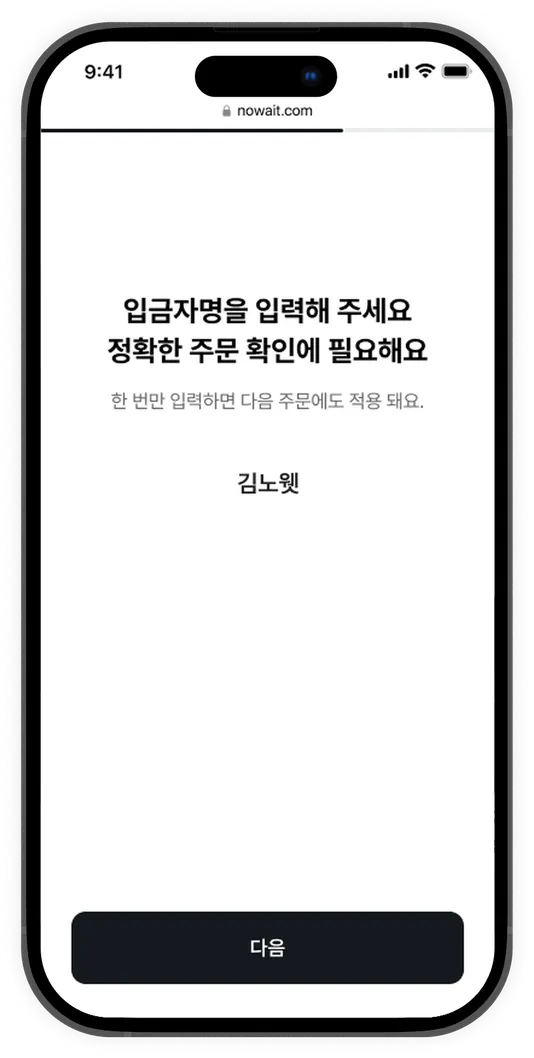 9:41
nowait.com
입금자명을 입력해 주세요
정확한 주문 확인에 필요해요
한 번만 입력하면 다음 주문에도 적용 돼요.
김노웻
다음